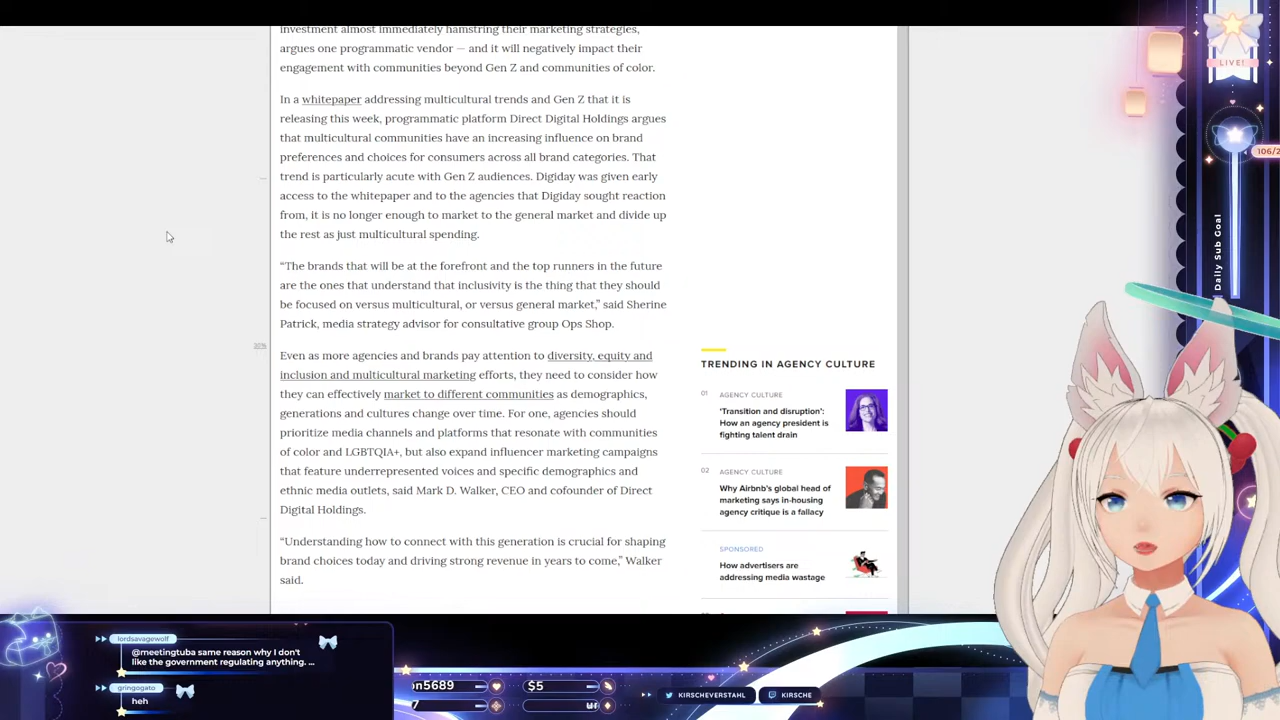 investment almost immediately hamstring their marketing strategies,
argues one programmatic vendor — and it will negatively impact their
engagement with communities beyond Gen Z and communities of color.
In a whitepaper addressing multicultural trends and Gen Z that it is
releasing this week, programmatic platform Direct Digital Holdings argues
that multicultural communities have an increasing influence on brand
preferences and choices for consumers across all brand categories. That
trend is particularly acute with Gen Z audiences. Digiday was given early
access to the whitepaper and to the agencies that Digiday sought reaction
from, it is no longer enough to market to the general market and divide up
the rest as just multicultural spending.
“The brands that will be at the forefront and the top runners in the future
are the ones that understand that inclusivity is the thing that they should
be focused on versus multicultural, or versus general market,” said Sherine
Patrick, media strategy advisor for consultative group Ops Shop.
20%
Even as more agencies and brands pay attention to diversity, equity and
inclusion and multicultural marketing efforts, they need to consider how
they can effectively market to different communities as demographics,
generations and cultures change over time. For one, agencies should
prioritize media channels and platforms that resonate with communities
of color and LGBTQIA+, but also expand influencer marketing campaigns
that feature underrepresented voices and specific demographics and
ethnic media outlets, said Mark D. Walker, CEO and cofounder of Direct
Digital Holdings.
“Understanding how to connect with this generation is crucial for shaping
brand choices today and driving strong revenue in years to come,” Walker
said.
TRENDING IN AGENCY CULTURE
01 AGENCY CULTURE
‘Transition and disruption’:
How an agency president is
fighting talent drain
02 AGENCY CULTURE
Why Airbnb’s global head of
marketing says in-housing
agency critique is a fallacy
SPONSORED
How advertisers are
addressing media wastage
LIVE!
106/2
Daily Sub Goal
lordsavagewolf
@meetingtuba same reason why I don't
like the government regulating anything. ...
gringogato
heh
on5689
$5
7
KIRSCHEVERSTAHL
KIRSCHE